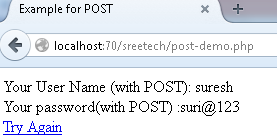 Example for POST
localhost:70/sreetech/post-demo.php
Your User Name (with POST): suresh
Your password(with POST) :suri@123
Try Again